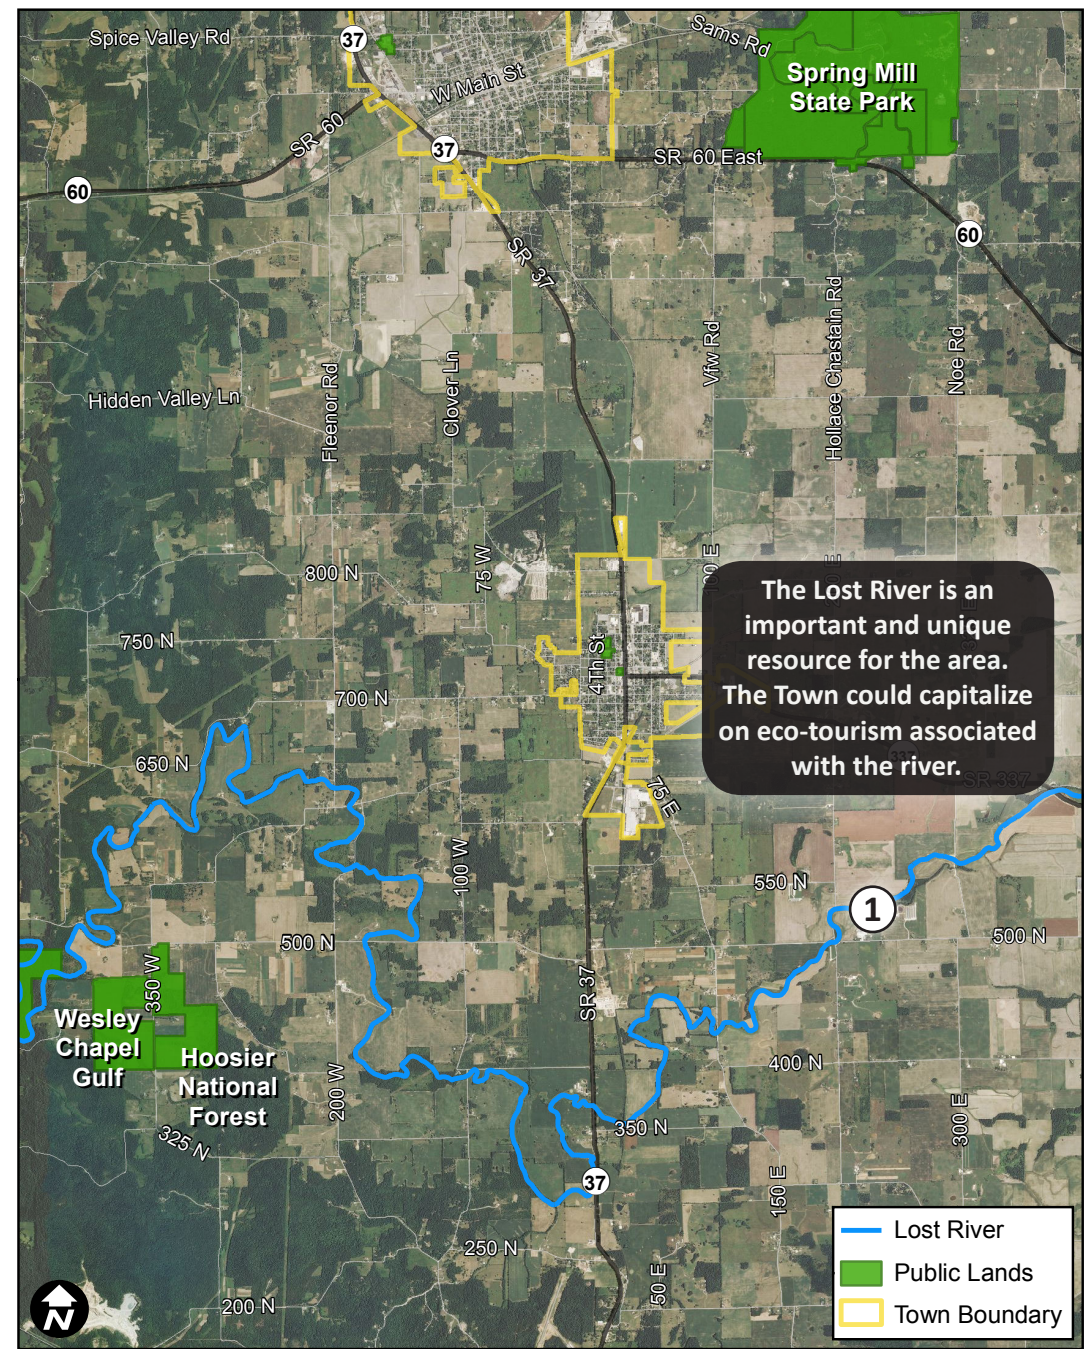 Spice Valley Rd
37
Sams Rd
W Main St
Spring Mill
State Park
SR 60
37
SR 60 East
60
60
SR 37
Vfw Rd
Hollace Chastain Rd
Noe Rd
Clover Ln
Fleenor Rd
Hidden Valley Ln
75 W
800 N
The Lost River is an
important and unique
resource for the area.
The Town could capitalize
on eco-tourism associated
with the river.
750 N
4Th St
700 N
650 N
SR 337
75 E
100 W
550 N
1
500 N
500 N
350 W
SR 37
Wesley
Chapel
Gulf
Hoosier
National
Forest
400 N
200 W
350 N
300 E
325 N
37
150 E
250 N
50 E
200 N
N
Lost River
Public Lands
Town Boundary